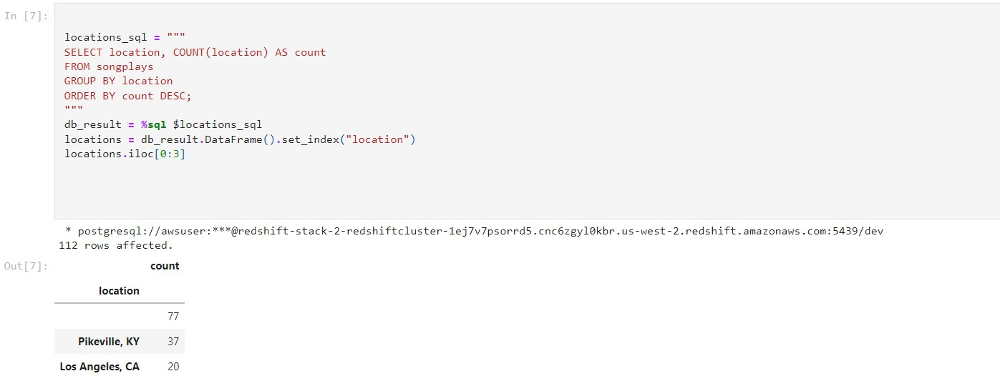 In [7]:
locations_sql = """
SELECT location, COUNT(location) AS count
FROM songplays
GROUP BY location
ORDER BY count DESC;
"""
db_result = %sql $locations_sql
locations = db_result.DataFrame().set_index("location")
locations.iloc[0:3]
* postgresql://awsuser:***@redshift-stack-2-redshiftcluster-1ej7v7psorrd5.cnc6zgyl0kbr.us-west-2.redshift.amazonaws.com:5439/dev
112 rows affected.
Out[7]: count
location
77
Pikeville, KY 37
Los Angeles, CA 20